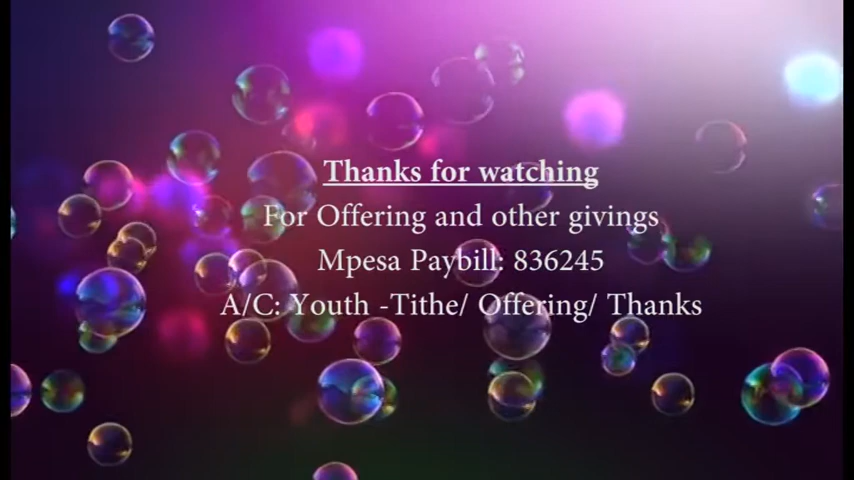 Thanks for watching
For Offering and other givings
Mpesa Paybill: 836245
A/C: Youth -Tithe/ Offering/ Thanks